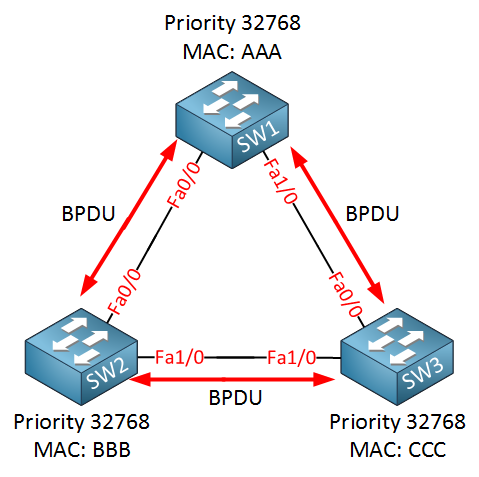 Priority 32768
MAC: AAA
SW1
Fa0/0
Fa1/0
BPDU
BPDU
Fa0/0
Fa0/0
SW2
Fa1/0
Fa1/0
SW3
BPDU
Priority 32768
MAC: BBB
Priority 32768
MAC: CCC